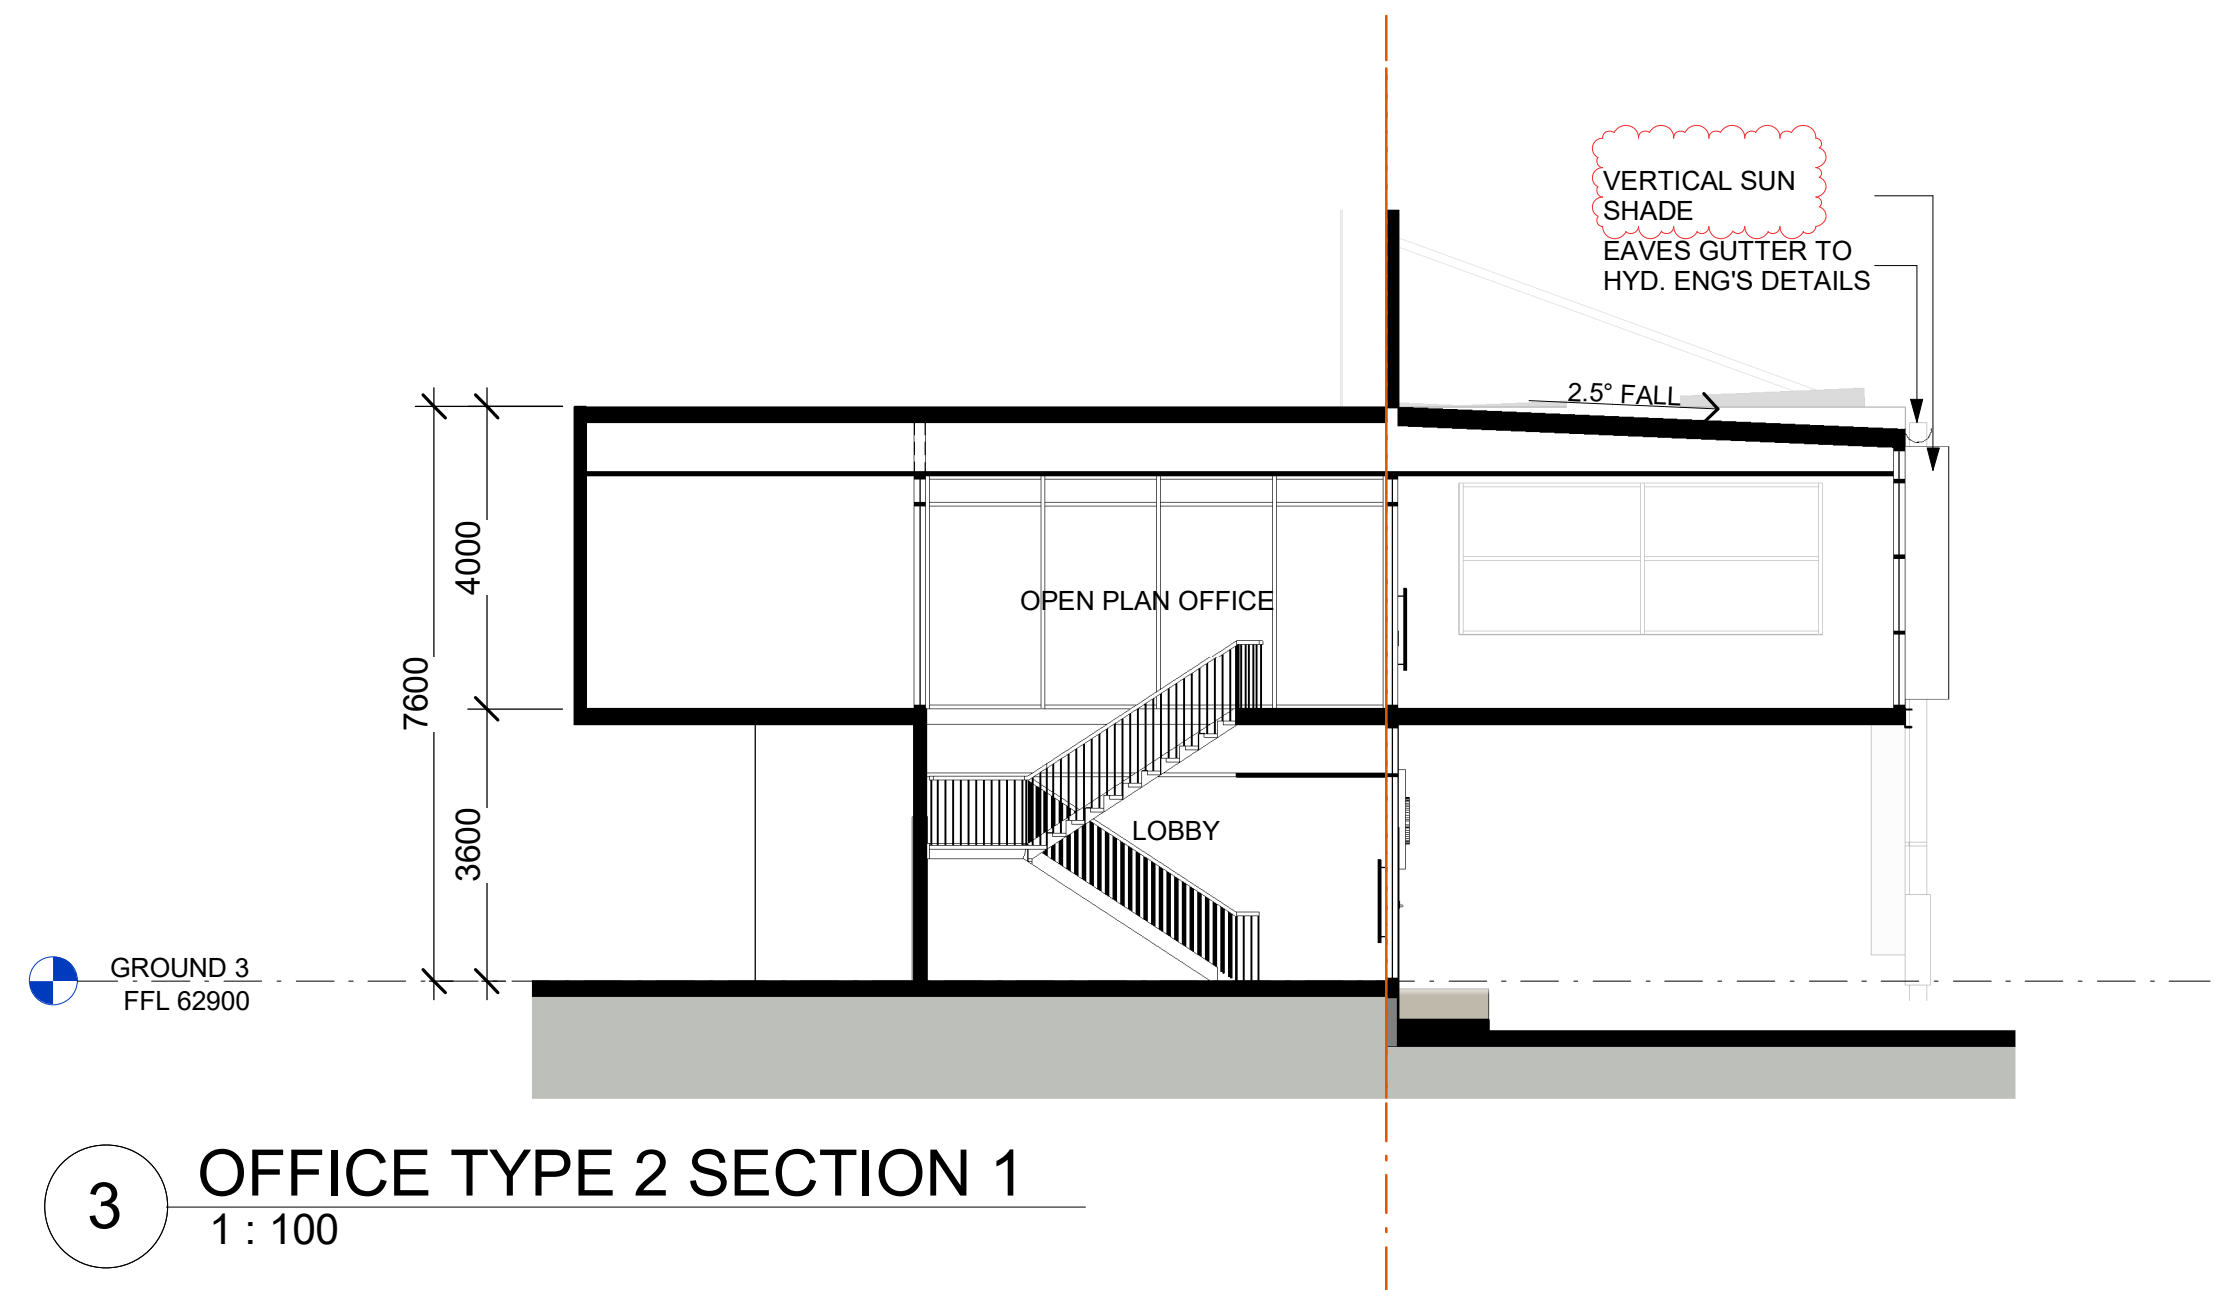 VERTICAL SUN
SHADE
EAVES GUTTER TO
HYD. ENG'S DETAILS
2.5° FALL
4000
OPEN PLAN OFFICE
7600
3600
LOBBY
GROUND 3
FFL 62900
3
OFFICE TYPE 2 SECTION 1
1 : 100